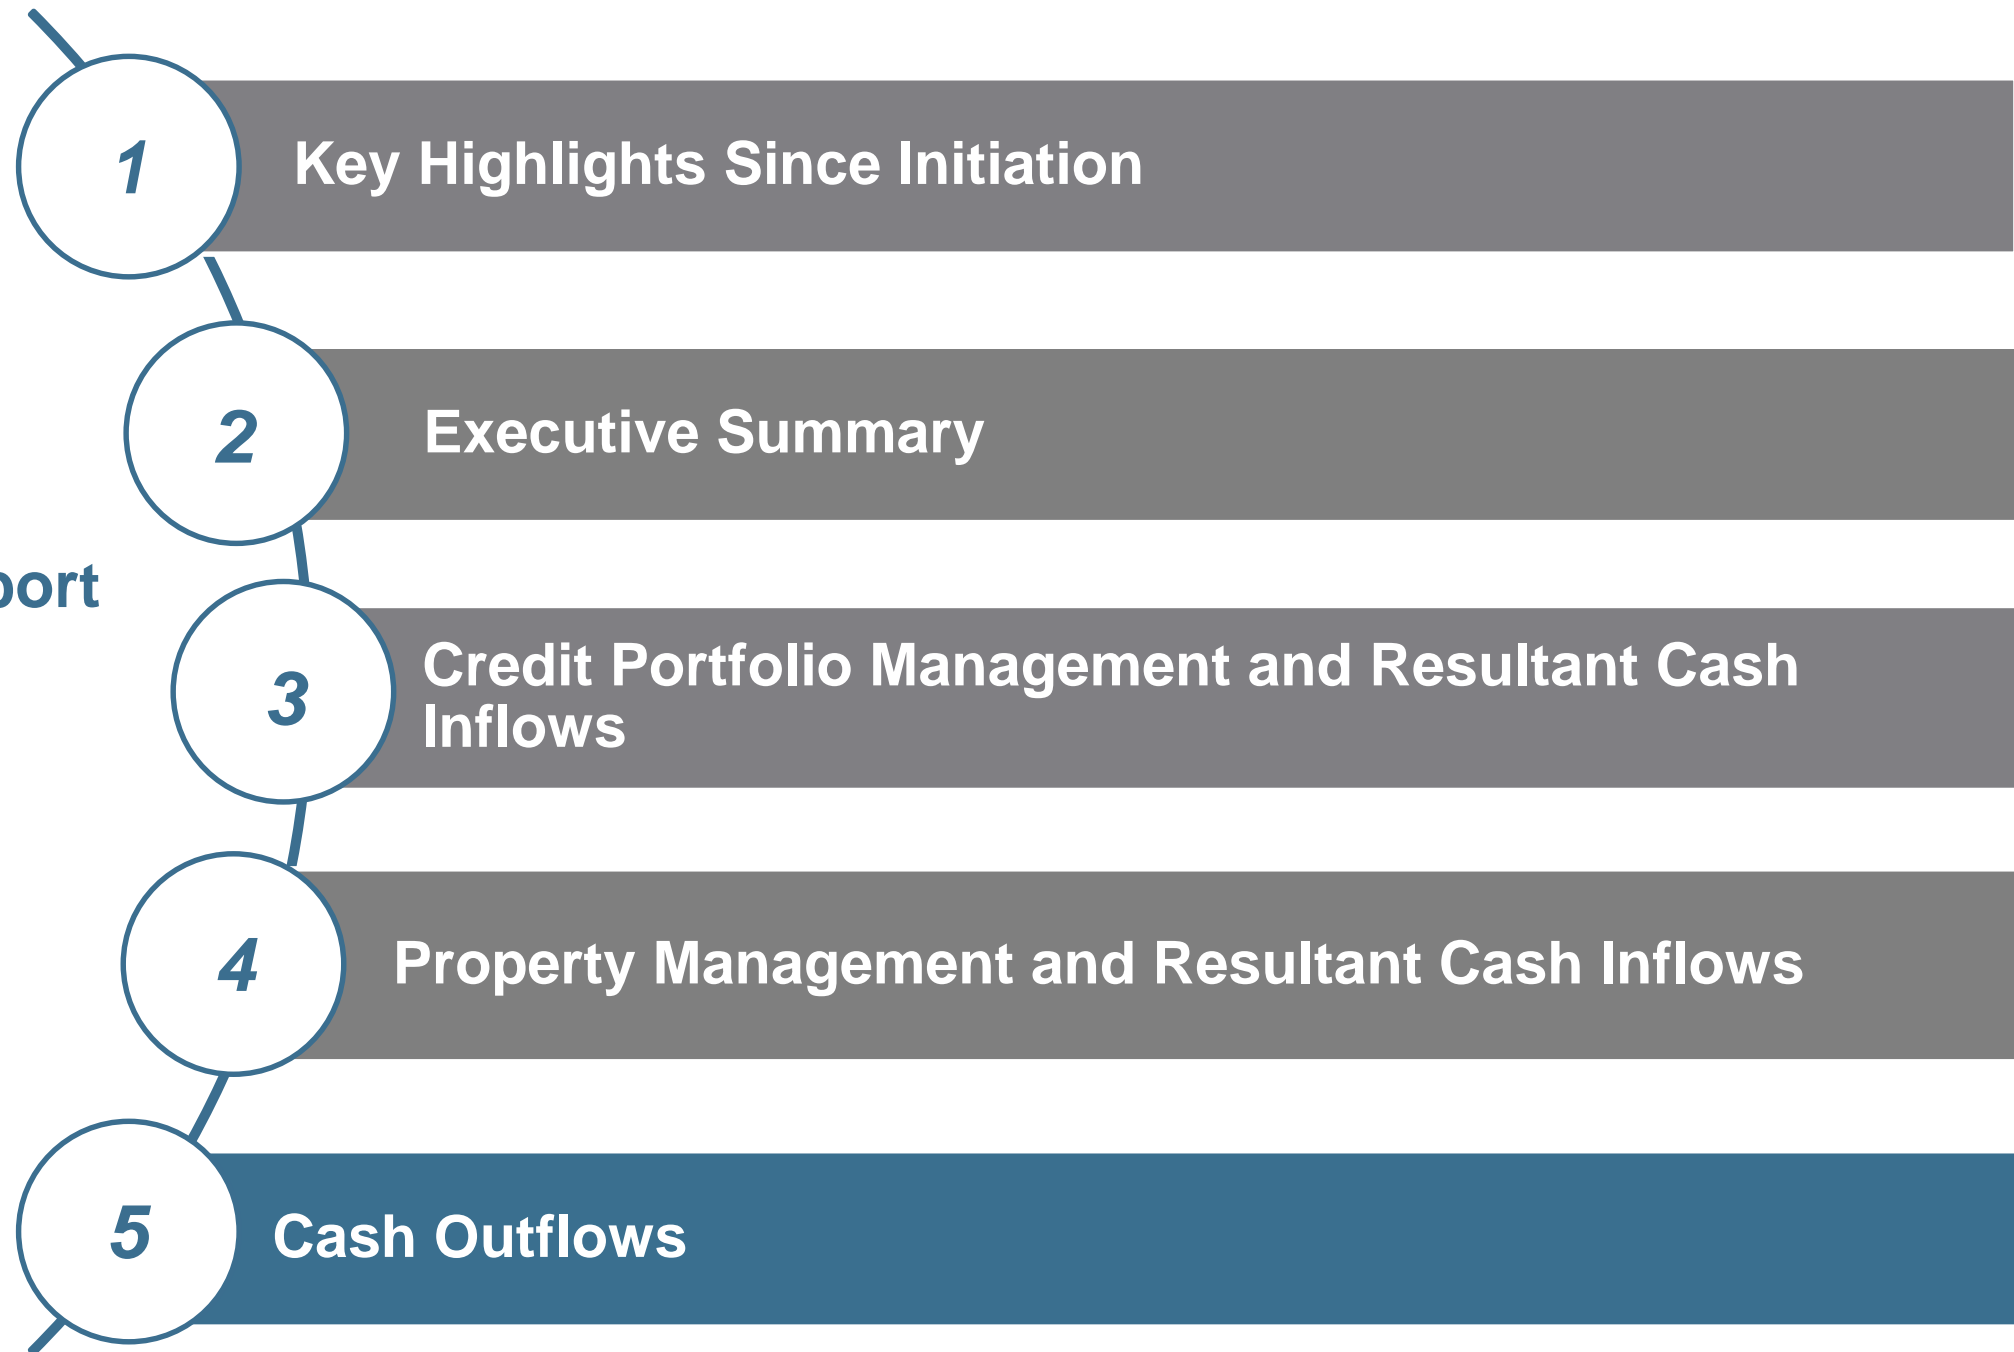 1
Key Highlights Since Initiation
2
Executive Summary
port
3
Credit Portfolio Management and Resultant Cash
Inflows
4
Property Management and Resultant Cash Inflows
5
Cash Outflows